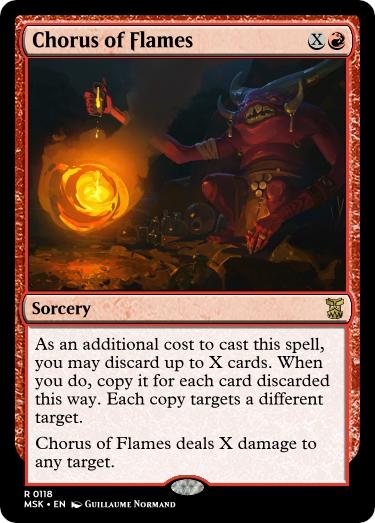 Chorus of Flames X
Sorcery
As an additional cost to cast this spell,
you may discard up to X cards. When
you do, copy it for each card discarded
this way. Each copy targets a different
target.
Chorus of Flames deals X damage to
any target.
R 0118
MSK • EN Guillaume Normand